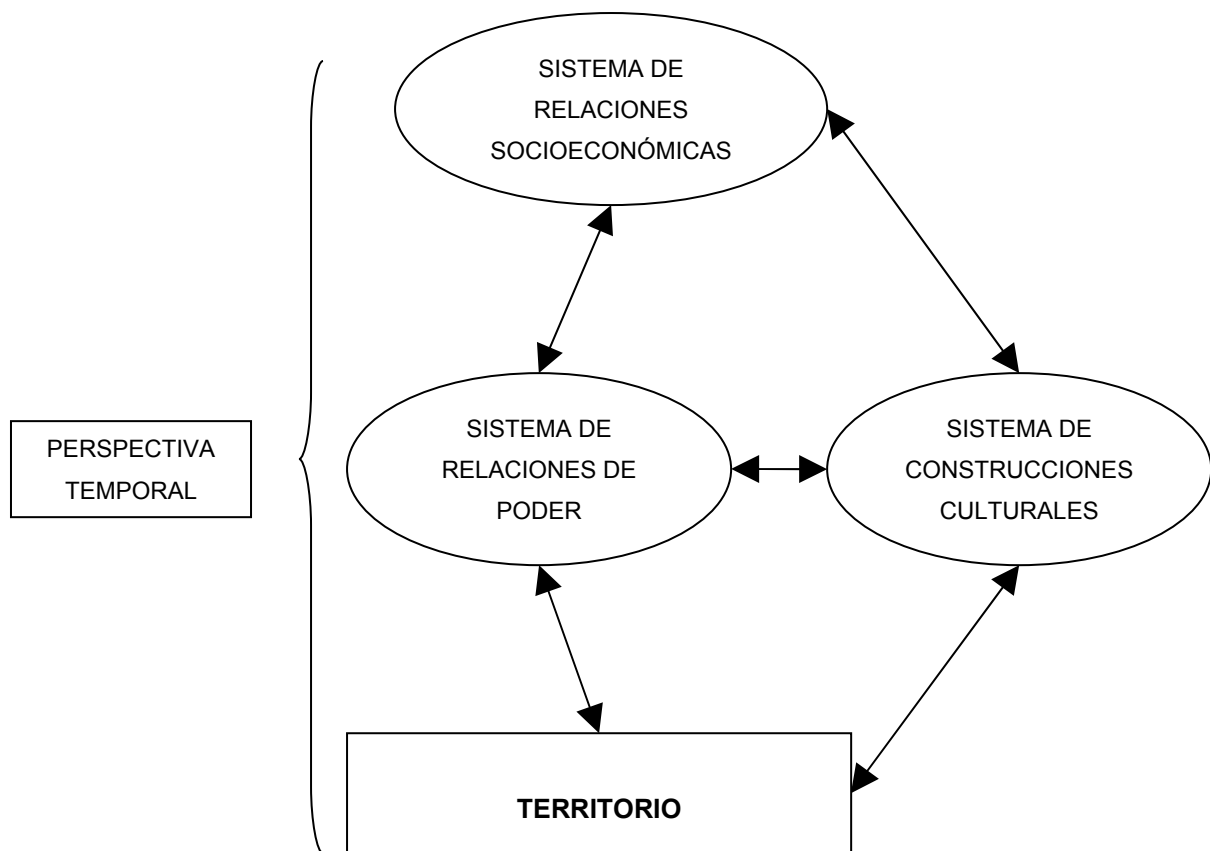 SISTEMA DE
RELACIONES
SOCIOECONÓMICAS
PERSPECTIVA
TEMPORAL
SISTEMA DE
RELACIONES DE
PODER
SISTEMA DE
CONSTRUCCIONES
CULTURALES
TERRITORIO